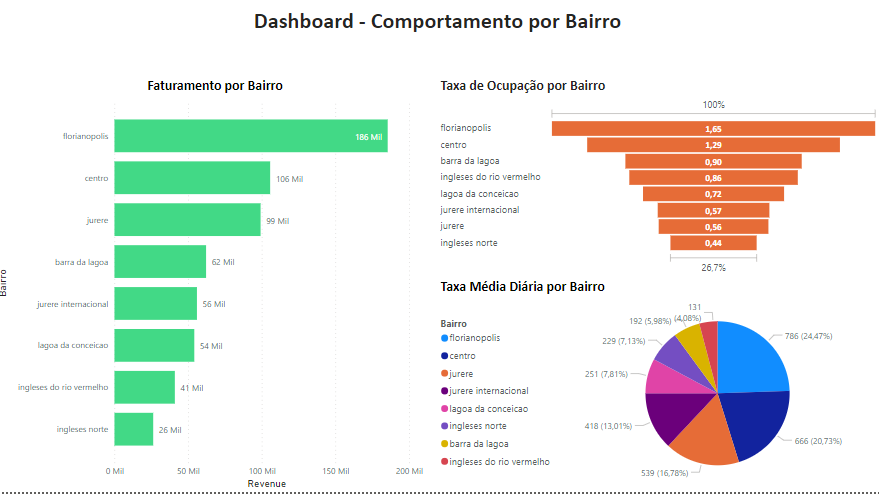 Dashboard - Comportamento por Bairro
Faturamento por Bairro
Bairro
florianopolis
186 Mil
centro
106 Mil
jurere
99 Mil
barra da lagoa
62 Mil
jurere internacional
56 Mil
lagoa da conceicao
54 Mil
ingleses do rio vermelho
41 Mil
ingleses norte
26 Mil
0 Mil 50 Mil 100 Mil 150 Mil 200 Mil
Revenue
Taxa de Ocupação por Bairro
100%
florianopolis 1,65
centro 1,29
barra da lagoa 0,90
ingleses do rio vermelho 0,86
lagoa da conceicao 0,72
jurere internacional 0,57
jurere 0,56
ingleses norte 0,44
26,7%
Taxa Média Diária por Bairro
Bairro
florianopolis
centro
jurere
jurere internacional
lagoa da conceicao
ingleses norte
barra da lagoa
ingleses do rio vermelho
131
(4,08%)
192 (5,98%)
229 (7,13%)
251 (7,81%)
418 (13,01%)
539 (16,78%)
666 (20,73%)
786 (24,47%)